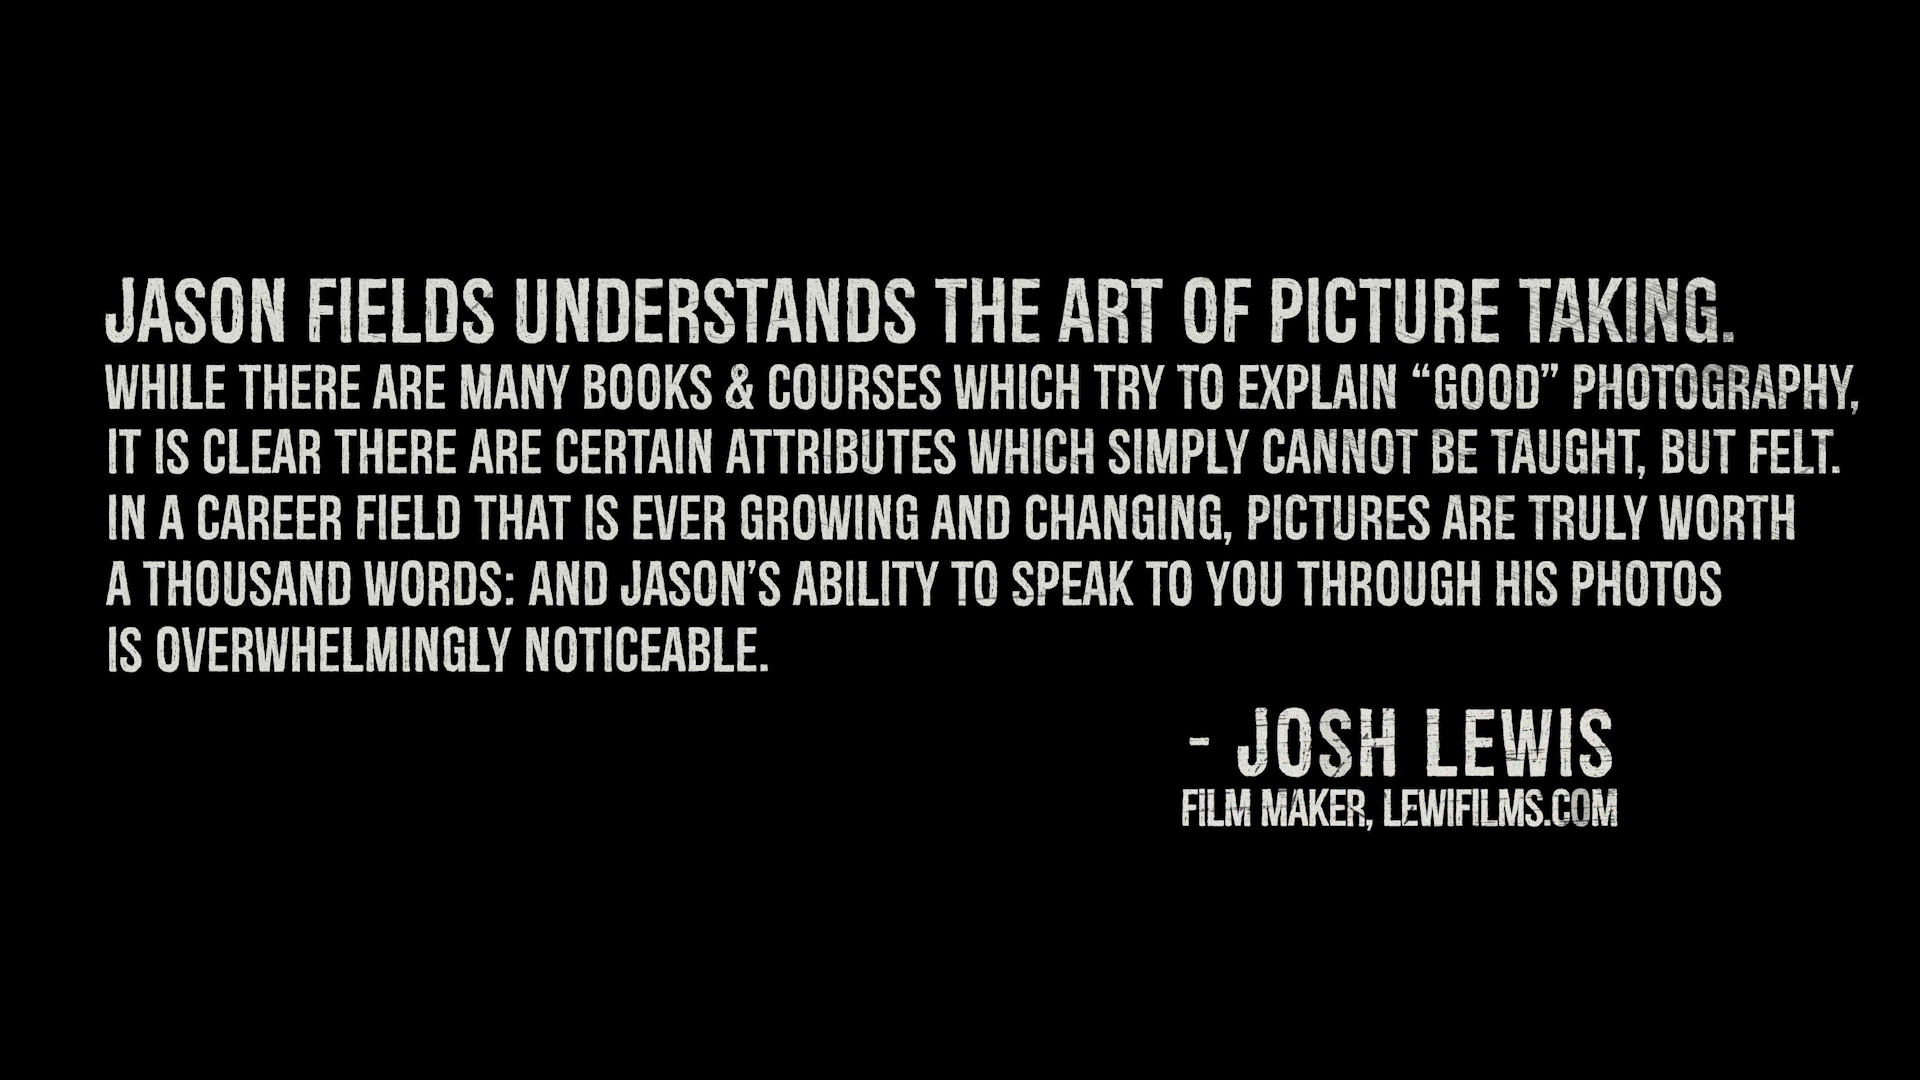 JASON FIELDS UNDERSTANDS THE ART OF PICTURE TAKING.
WHILE THERE ARE MANY BOOKS & COURSES WHICH TRY TO EXPLAIN “GOOD” PHOTOGRAPHY,
IT IS CLEAR THERE ARE CERTAIN ATTRIBUTES WHICH SIMPLY CANNOT BE TAUGHT, BUT FELT.
IN A CAREER FIELD THAT IS EVER GROWING AND CHANGING, PICTURES ARE TRULY WORTH
A THOUSAND WORDS: AND JASON’S ABILITY TO SPEAK TO YOU THROUGH HIS PHOTOS
IS OVERWHELMINGLY NOTICEABLE.
- JOSH LEWIS
FILM MAKER, LEWIFILMS.COM